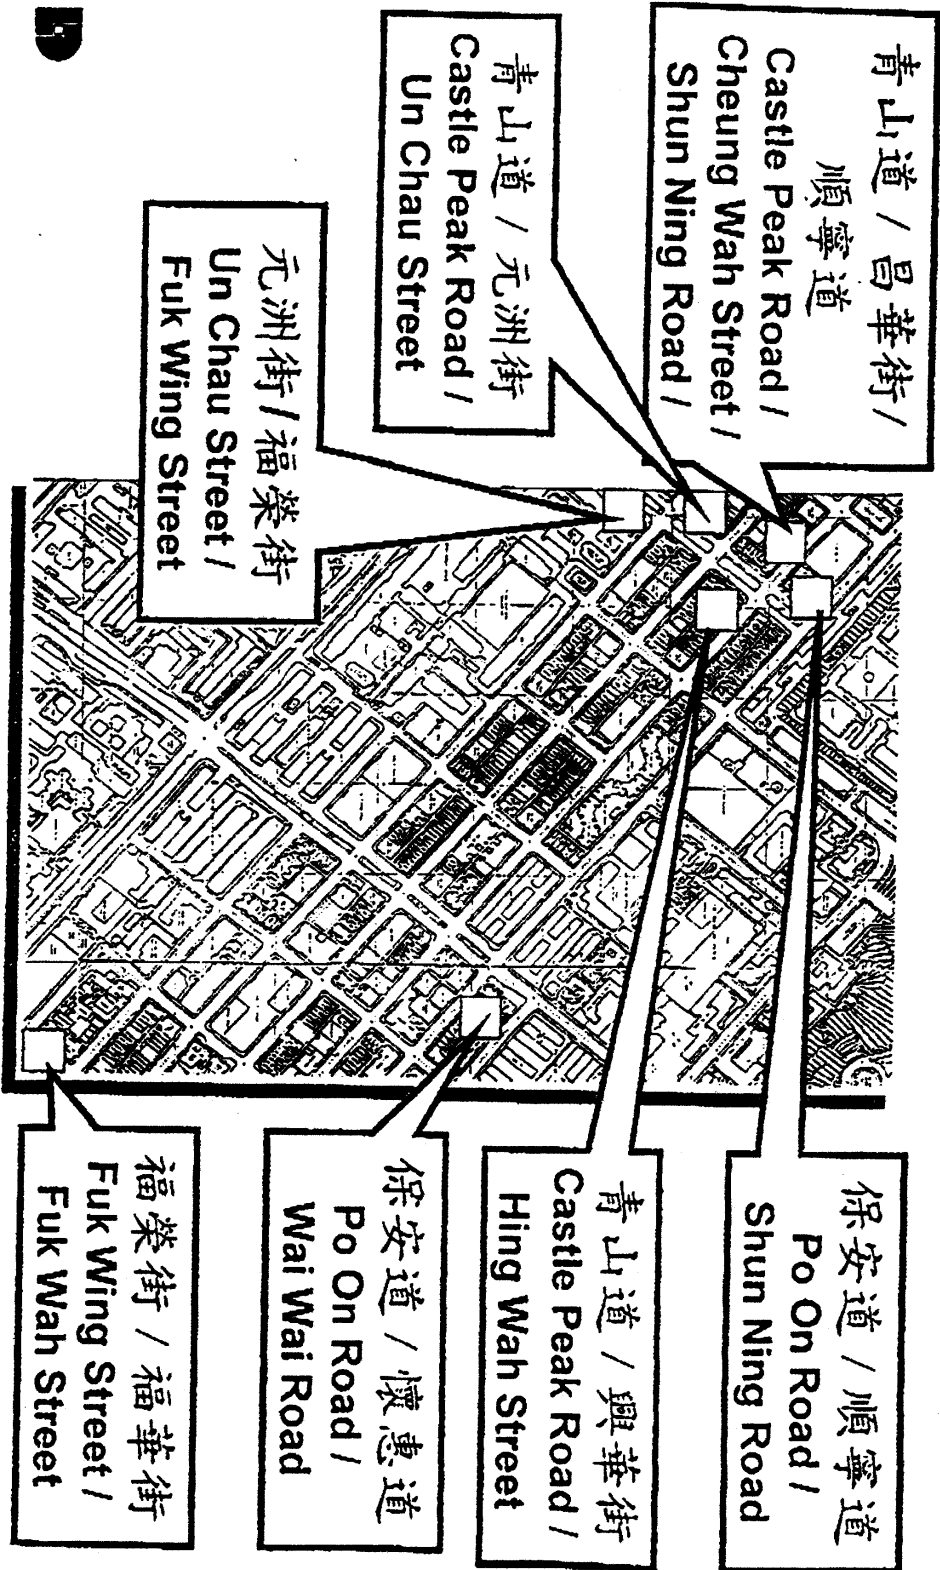 青山道 / 昌華街 /
順寧道
Castle Peak Road /
Cheung Wah Street /
Shun Ning Road /
青山道 / 元洲街
Castle Peak Road /
Un Chau Street
元洲街 / 福榮街
Un Chau Street /
Fuk Wing Street
保安道 / 順寧道
Po On Road /
Shun Ning Road
青山道 / 興華街
Castle Peak Road /
Hing Wah Street
保安道 / 懷惠道
Po On Road /
Wai Wai Road
福榮街 / 福華街
Fuk Wing Street /
Fuk Wah Street